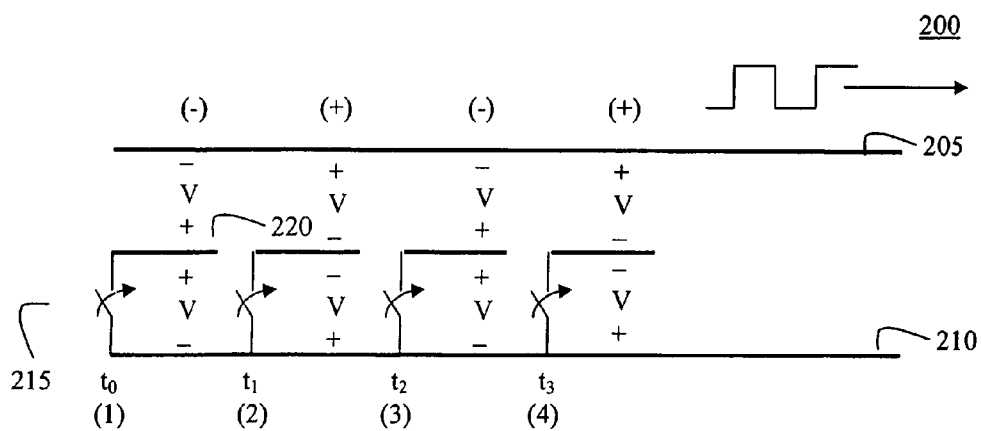 200
(-) (+) (-) (+)
205
− + − +
V V V V
+ − + −
220
+ − + −
V V V V
− + − +
215
210
t0 t1 t2 t3
(1) (2) (3) (4)